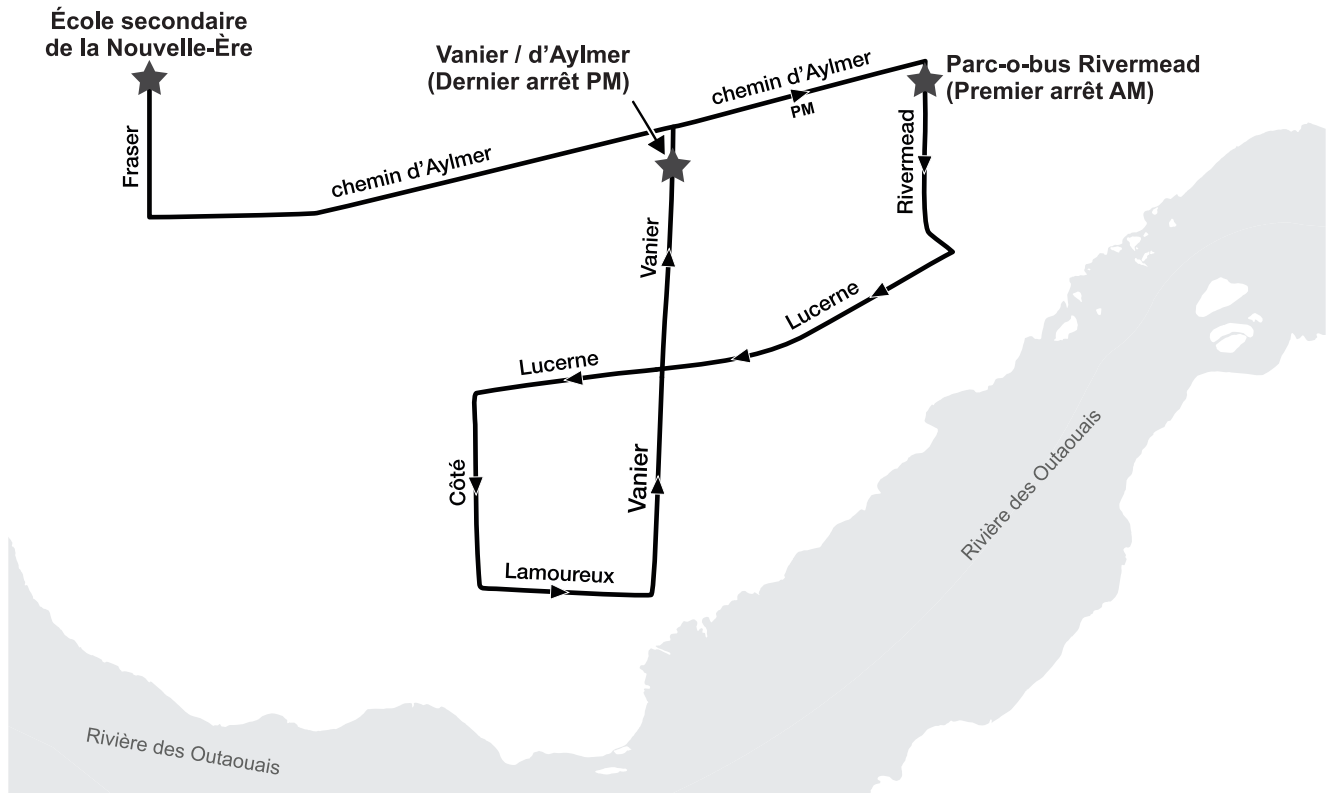 École secondaire
de la Nouvelle-Ère
Vanier / d'Aylmer
(Dernier arrêt PM)
chemin d'Aylmer
PM
Parc-o-bus Rivermead
(Premier arrêt AM)
Fraser
chemin d'Aylmer
Rivermead
Vanier
Lucerne
Lucerne
Côté
Vanier
Lamoureux
Rivière des Outaouais
Rivière des Outaouais